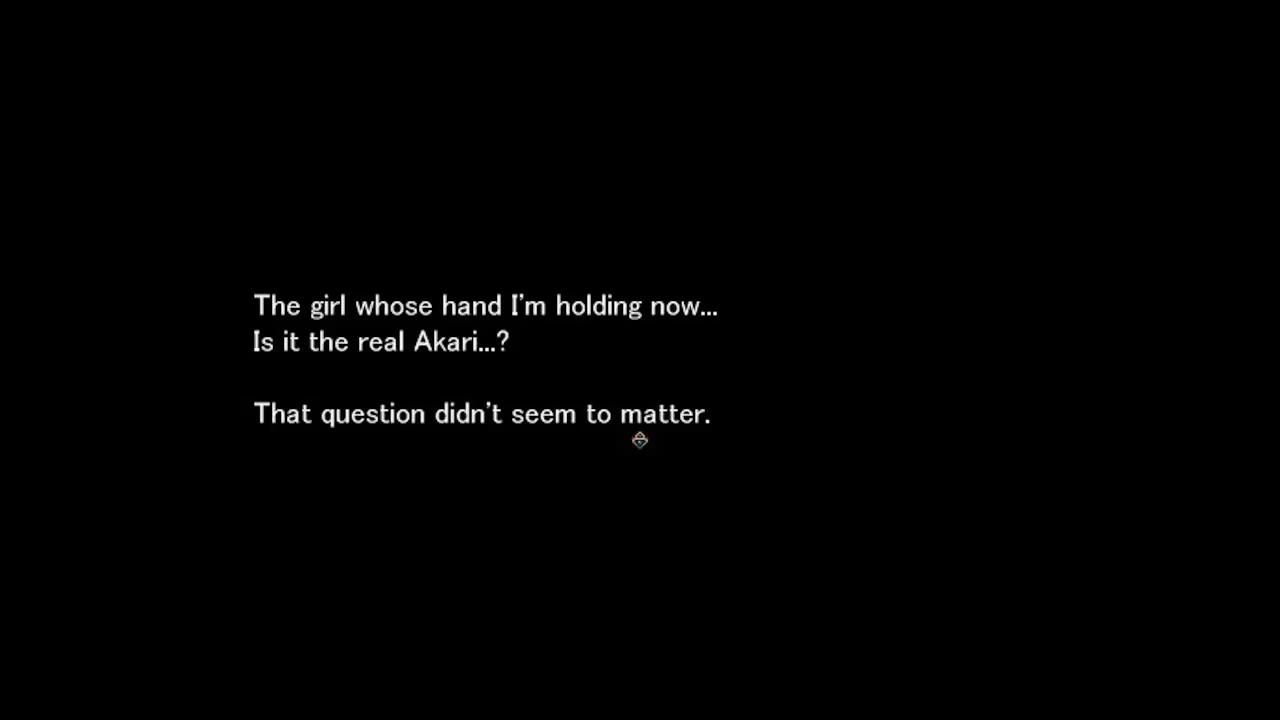 The girl whose hand I'm holding now...
Is it the real Akari...?
That question didn't seem to matter.